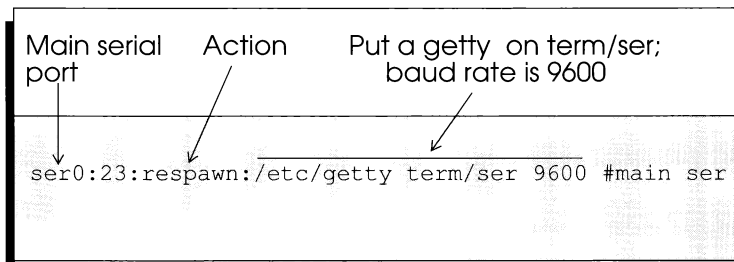 Main serial port
Action
Put a getty on term/ser;
baud rate is 9600
ser0:23:respawn:/etc/getty term/ser 9600 #main ser